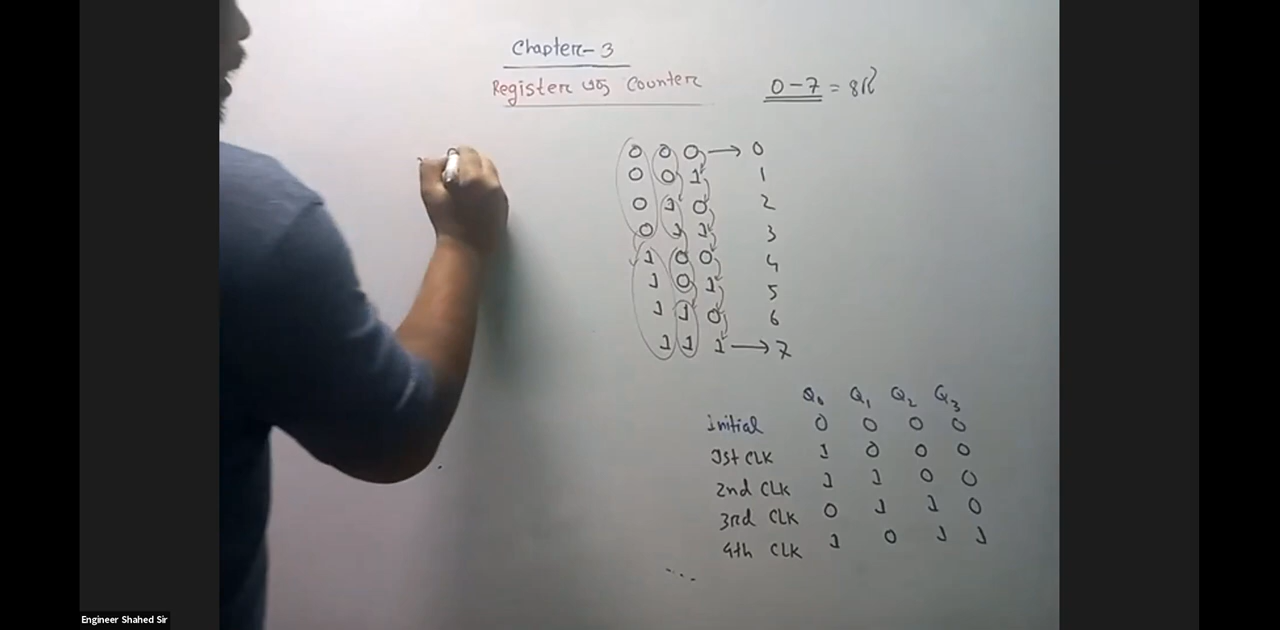 Chapter-3
Register এবং Counter
0-7 = 8টি
0 0 0 → 0
0 0 1 1
0 1 0 2
0 1 1 3
1 0 0 4
1 0 1 5
1 1 0 6
1 1 1 → 7
Q0 Q1 Q2 Q3
Initial 0 0 0 0
1st CLK 1 0 0 0
2nd CLK 1 1 0 0
3rd CLK 0 1 1 0
4th CLK 1 0 1 1
Engineer Shahed Sir